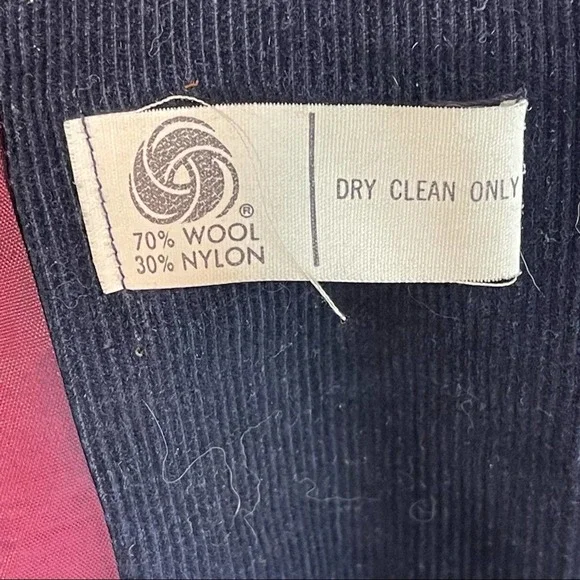 ®
70% WOOL
30% NYLON
DRY CLEAN ONLY